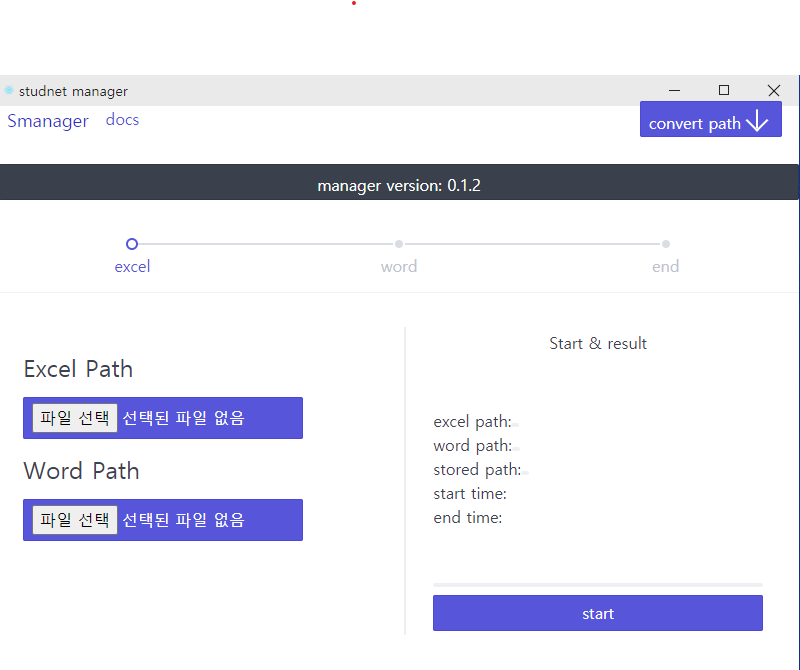 studnet manager
Smanager docs
convert path
manager version: 0.1.2
excel word end
Excel Path
파일 선택 선택된 파일 없음
Word Path
파일 선택 선택된 파일 없음
Start & result
excel path:
word path:
stored path:
start time:
end time:
start